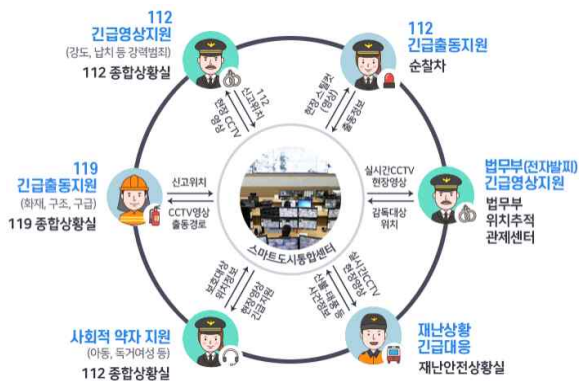 112
긴급영상지원
(강도, 납치 등 강력범죄)
112 종합상황실
112
긴급출동지원
순찰차
112
신고위치
현장 CCTV
영상
현장 스틸컷
(영상)
출동정보
119
긴급출동지원
(화재, 구조, 구급)
119 종합상황실
신고위치
CCTV영상
출동경로
실시간CCTV
현장영상
감독대상
위치
법무부(전자발찌)
긴급영상지원
법무부
위치추적
관제센터
스마트도시통합센터
보호대상
위치정보
현장영상
긴급지원
실시간CCTV
현장영상
산불·태풍 등
사건정보
사회적 약자 지원
(아동, 독거여성 등)
112 종합상황실
재난상황
긴급대응
재난안전상황실